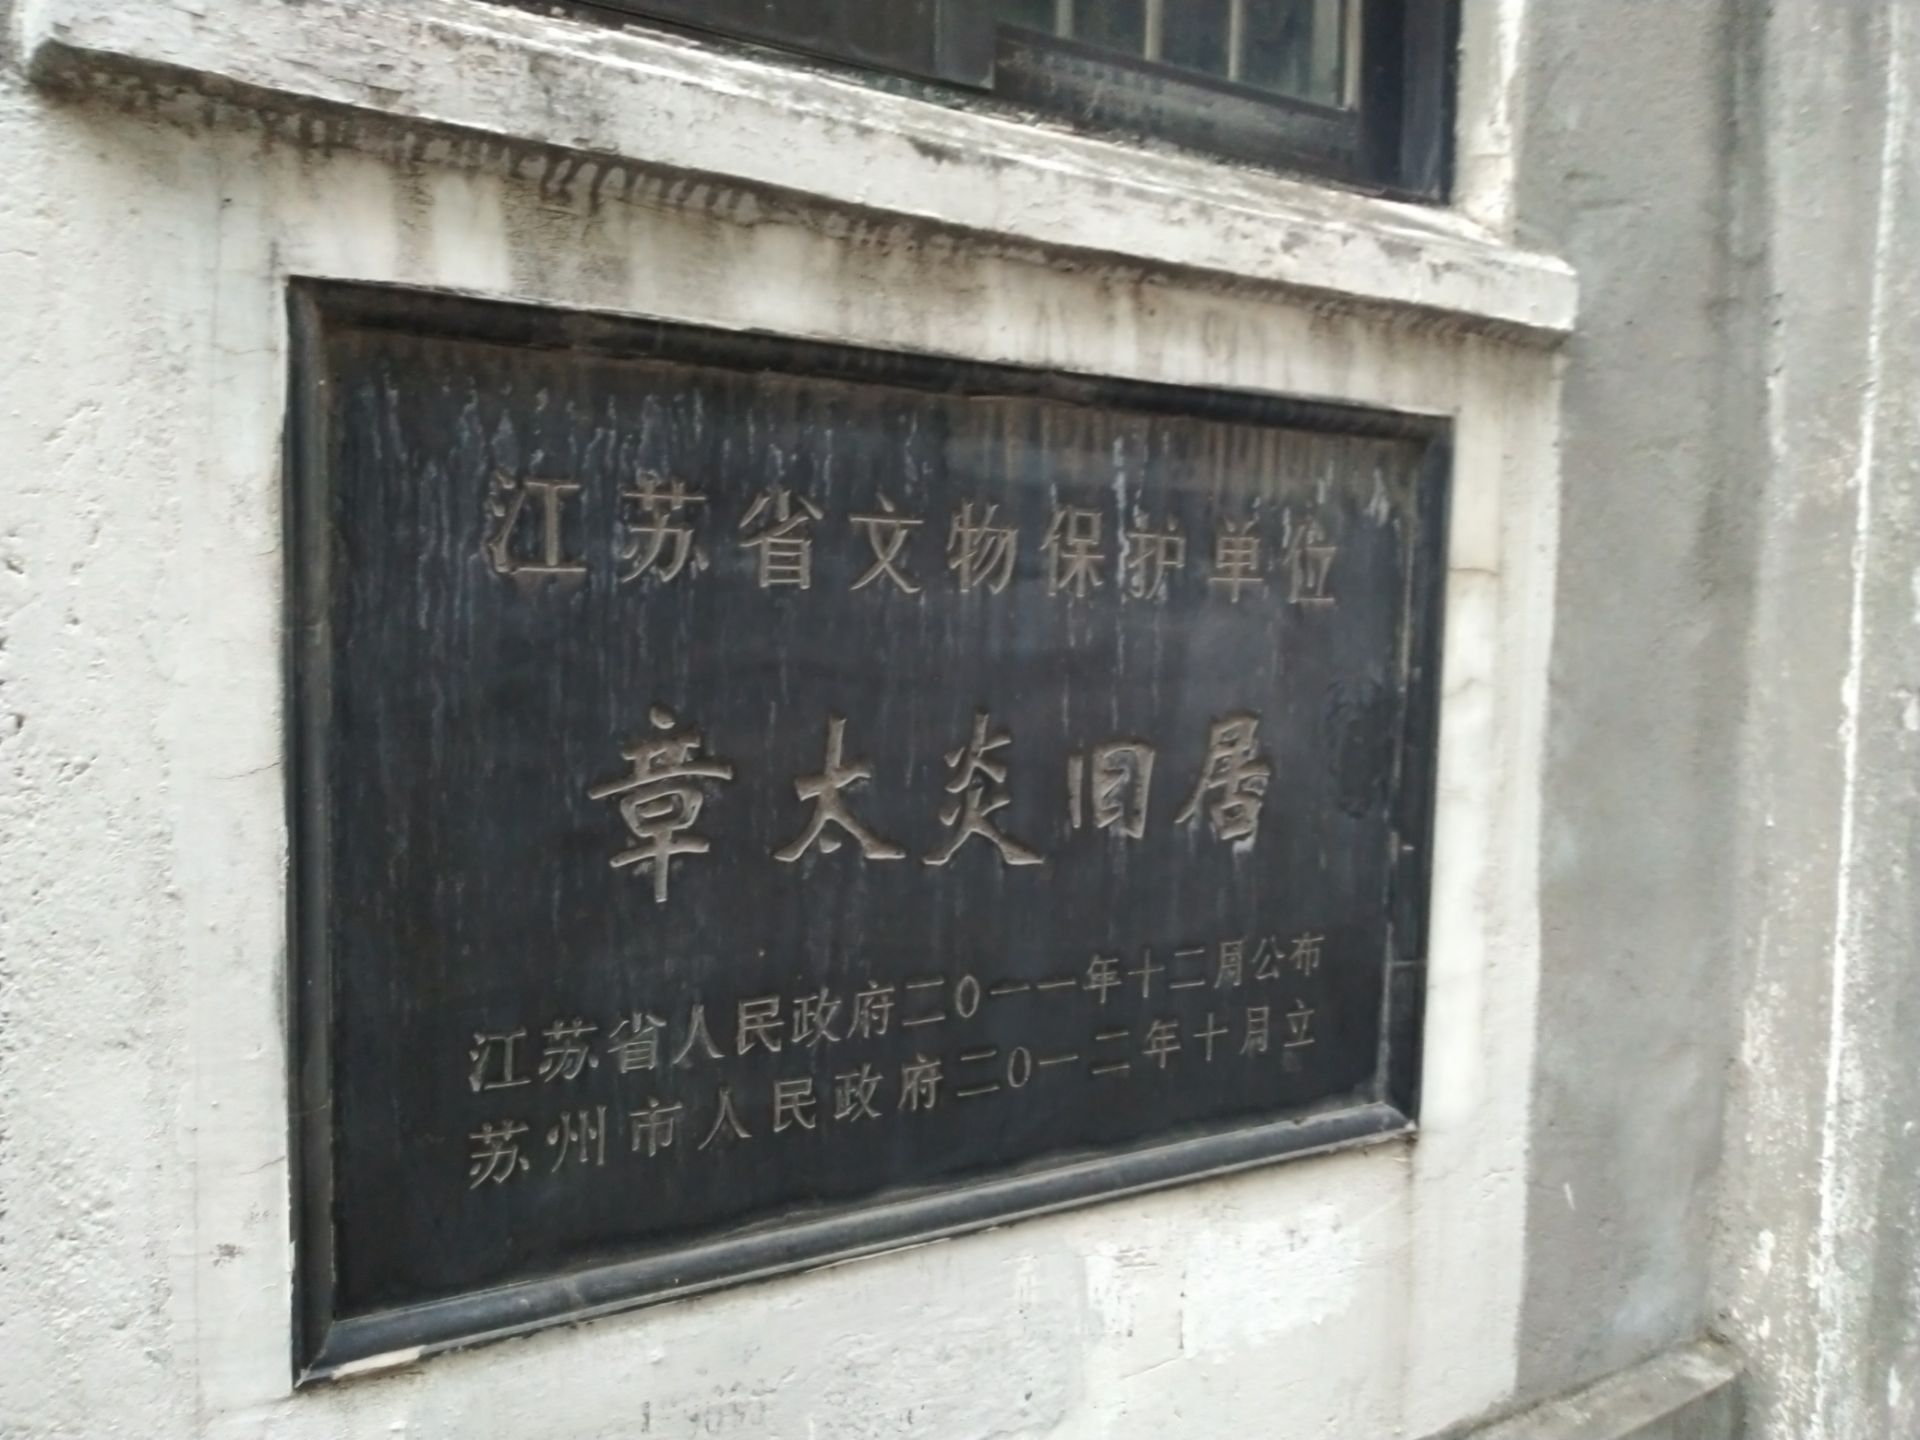 江苏省文物保护单位
章太炎旧居
江苏省人民政府二〇一一年十二周公布
苏州市人民政府二〇一二年十月立